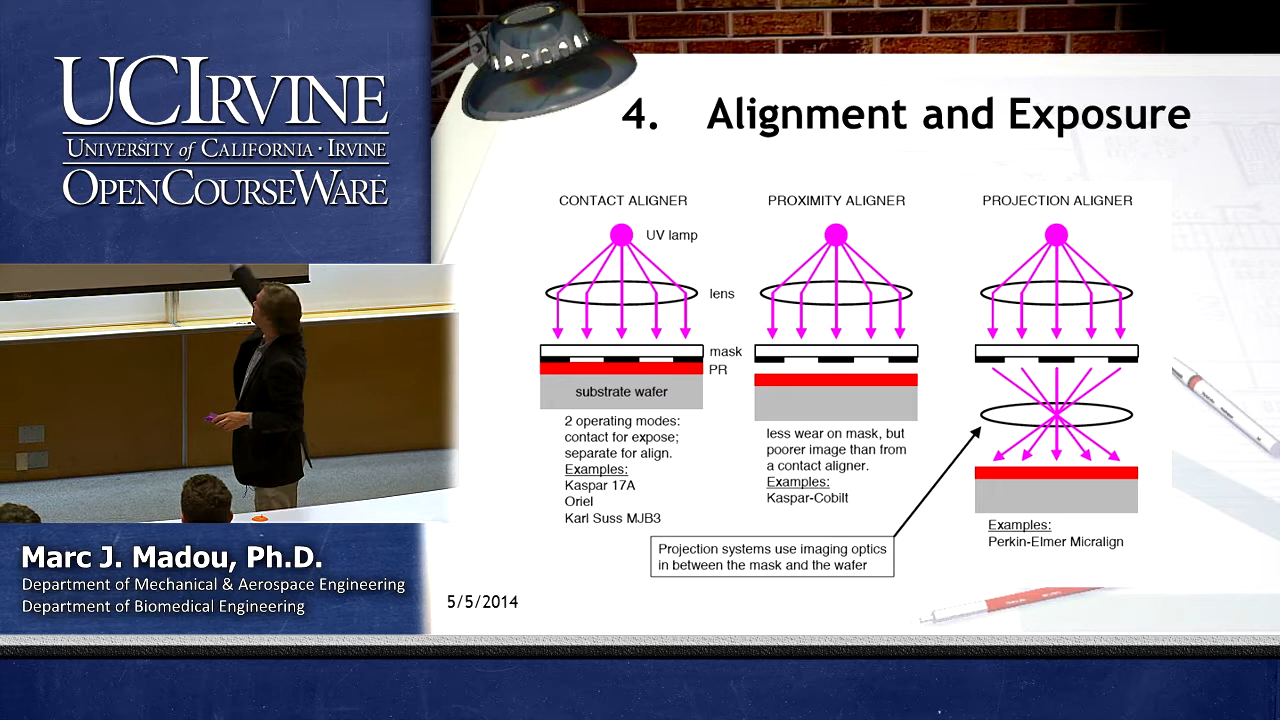 UCIRVINE
UNIVERSITY of CALIFORNIA · IRVINE
OPENCOURSEWARE
Marc J. Madou, Ph.D.
Department of Mechanical & Aerospace Engineering
Department of Biomedical Engineering
4. Alignment and Exposure
CONTACT ALIGNER
UV lamp
lens
mask
PR
substrate wafer
2 operating modes:
contact for expose;
separate for align.
Examples:
Kaspar 17A
Oriel
Karl Suss MJB3
PROXIMITY ALIGNER
less wear on mask, but
poorer image than from
a contact aligner.
Examples:
Kaspar-Cobilt
PROJECTION ALIGNER
Examples:
Perkin-Elmer Micralign
Projection systems use imaging optics
in between the mask and the wafer
5/5/2014